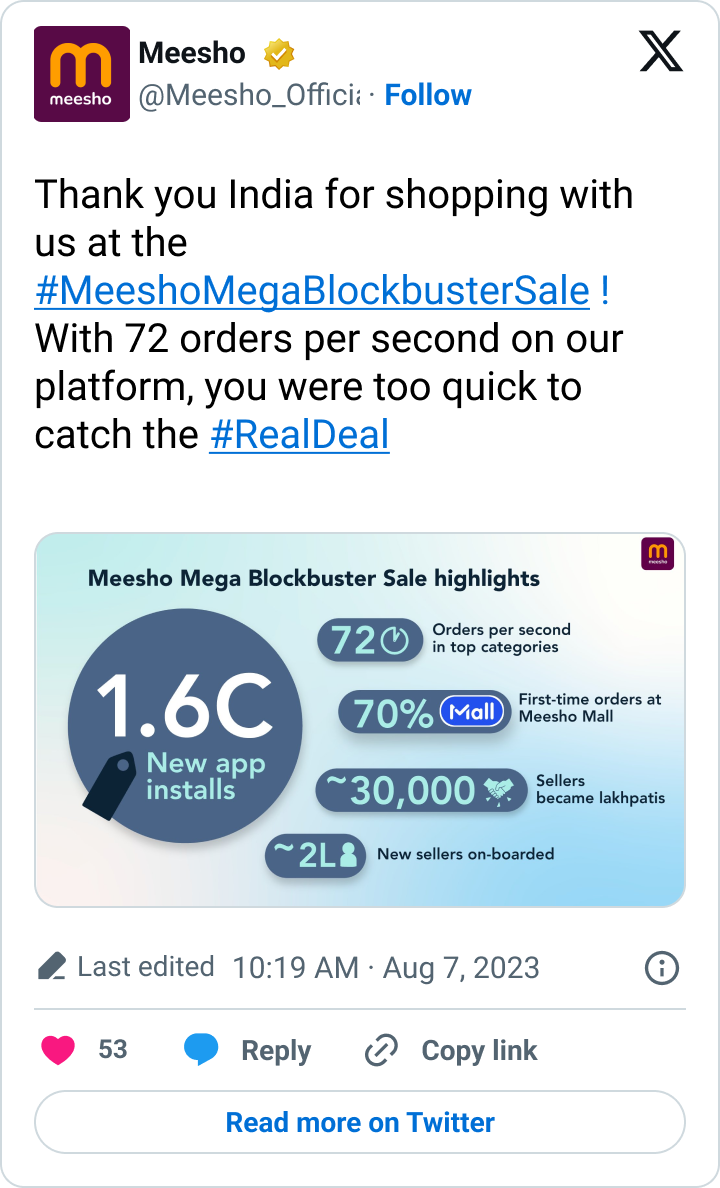 meesho
Meesho
@Meesho_Offici · Follow
Thank you India for shopping with
us at the
#MeeshoMegaBlockbusterSale !
With 72 orders per second on our
platform, you were too quick to
catch the #RealDeal
meesho
Meesho Mega Blockbuster Sale highlights
1.6C
New app
installs
72
Orders per second
in top categories
70% Mall
First-time orders at
Meesho Mall
~30,000
Sellers
became lakhpatis
~2L
New sellers on-boarded
Last edited 10:19 AM · Aug 7, 2023
53 Reply Copy link
Read more on Twitter